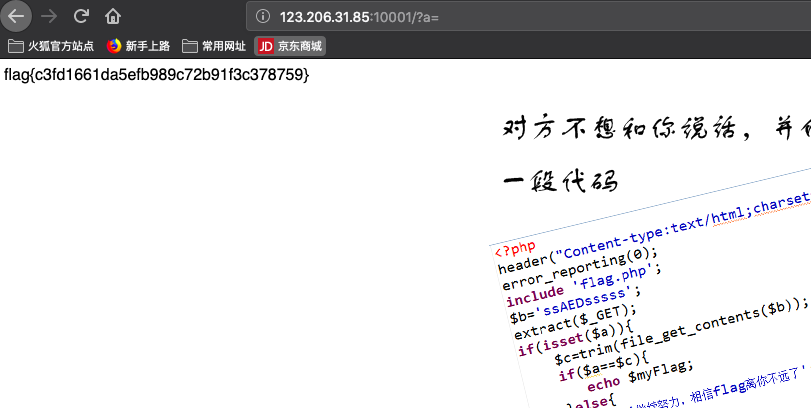 123.206.31.85:10001/?a=
火狐官方站点 新手上路 常用网址 JD 京东商城
flag{c3fd1661da5efb989c72b91f3c378759}
对方不想和你说话，并
一段代码
<?php
header("Content-type:text/html;charset
error_reporting(0);
include 'flag.php';
$b='ssAEDsssss';
extract($_GET);
if(isset($a)){
$c=trim(file_get_contents($b));
if($a==$c){
echo $myFlag;
}else{
继续努力，相信flag离你不远了'